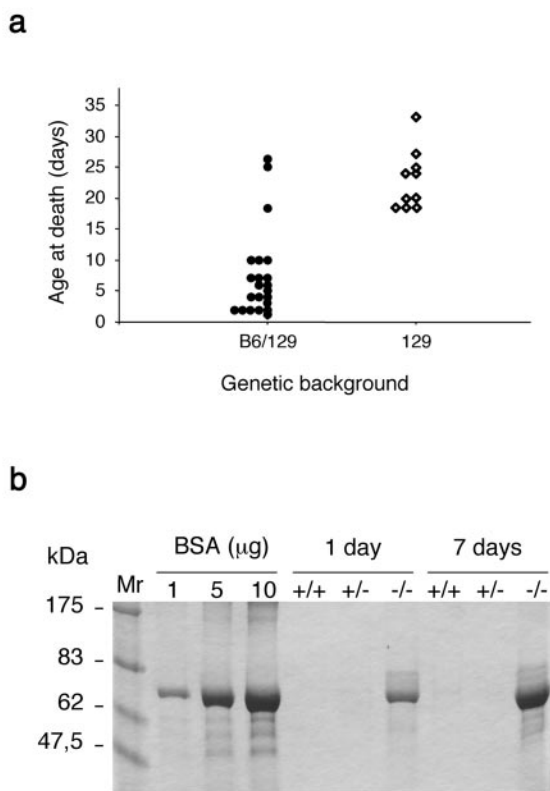 a
35
30
25
20
15
10
5
0
Age at death (days)
B6/129 129
Genetic background
b
kDa BSA (µg) 1 day 7 days
Mr 1 5 10 +/+ +/- -/- +/+ +/- -/-
175 -
83 -
62 -
47,5 -